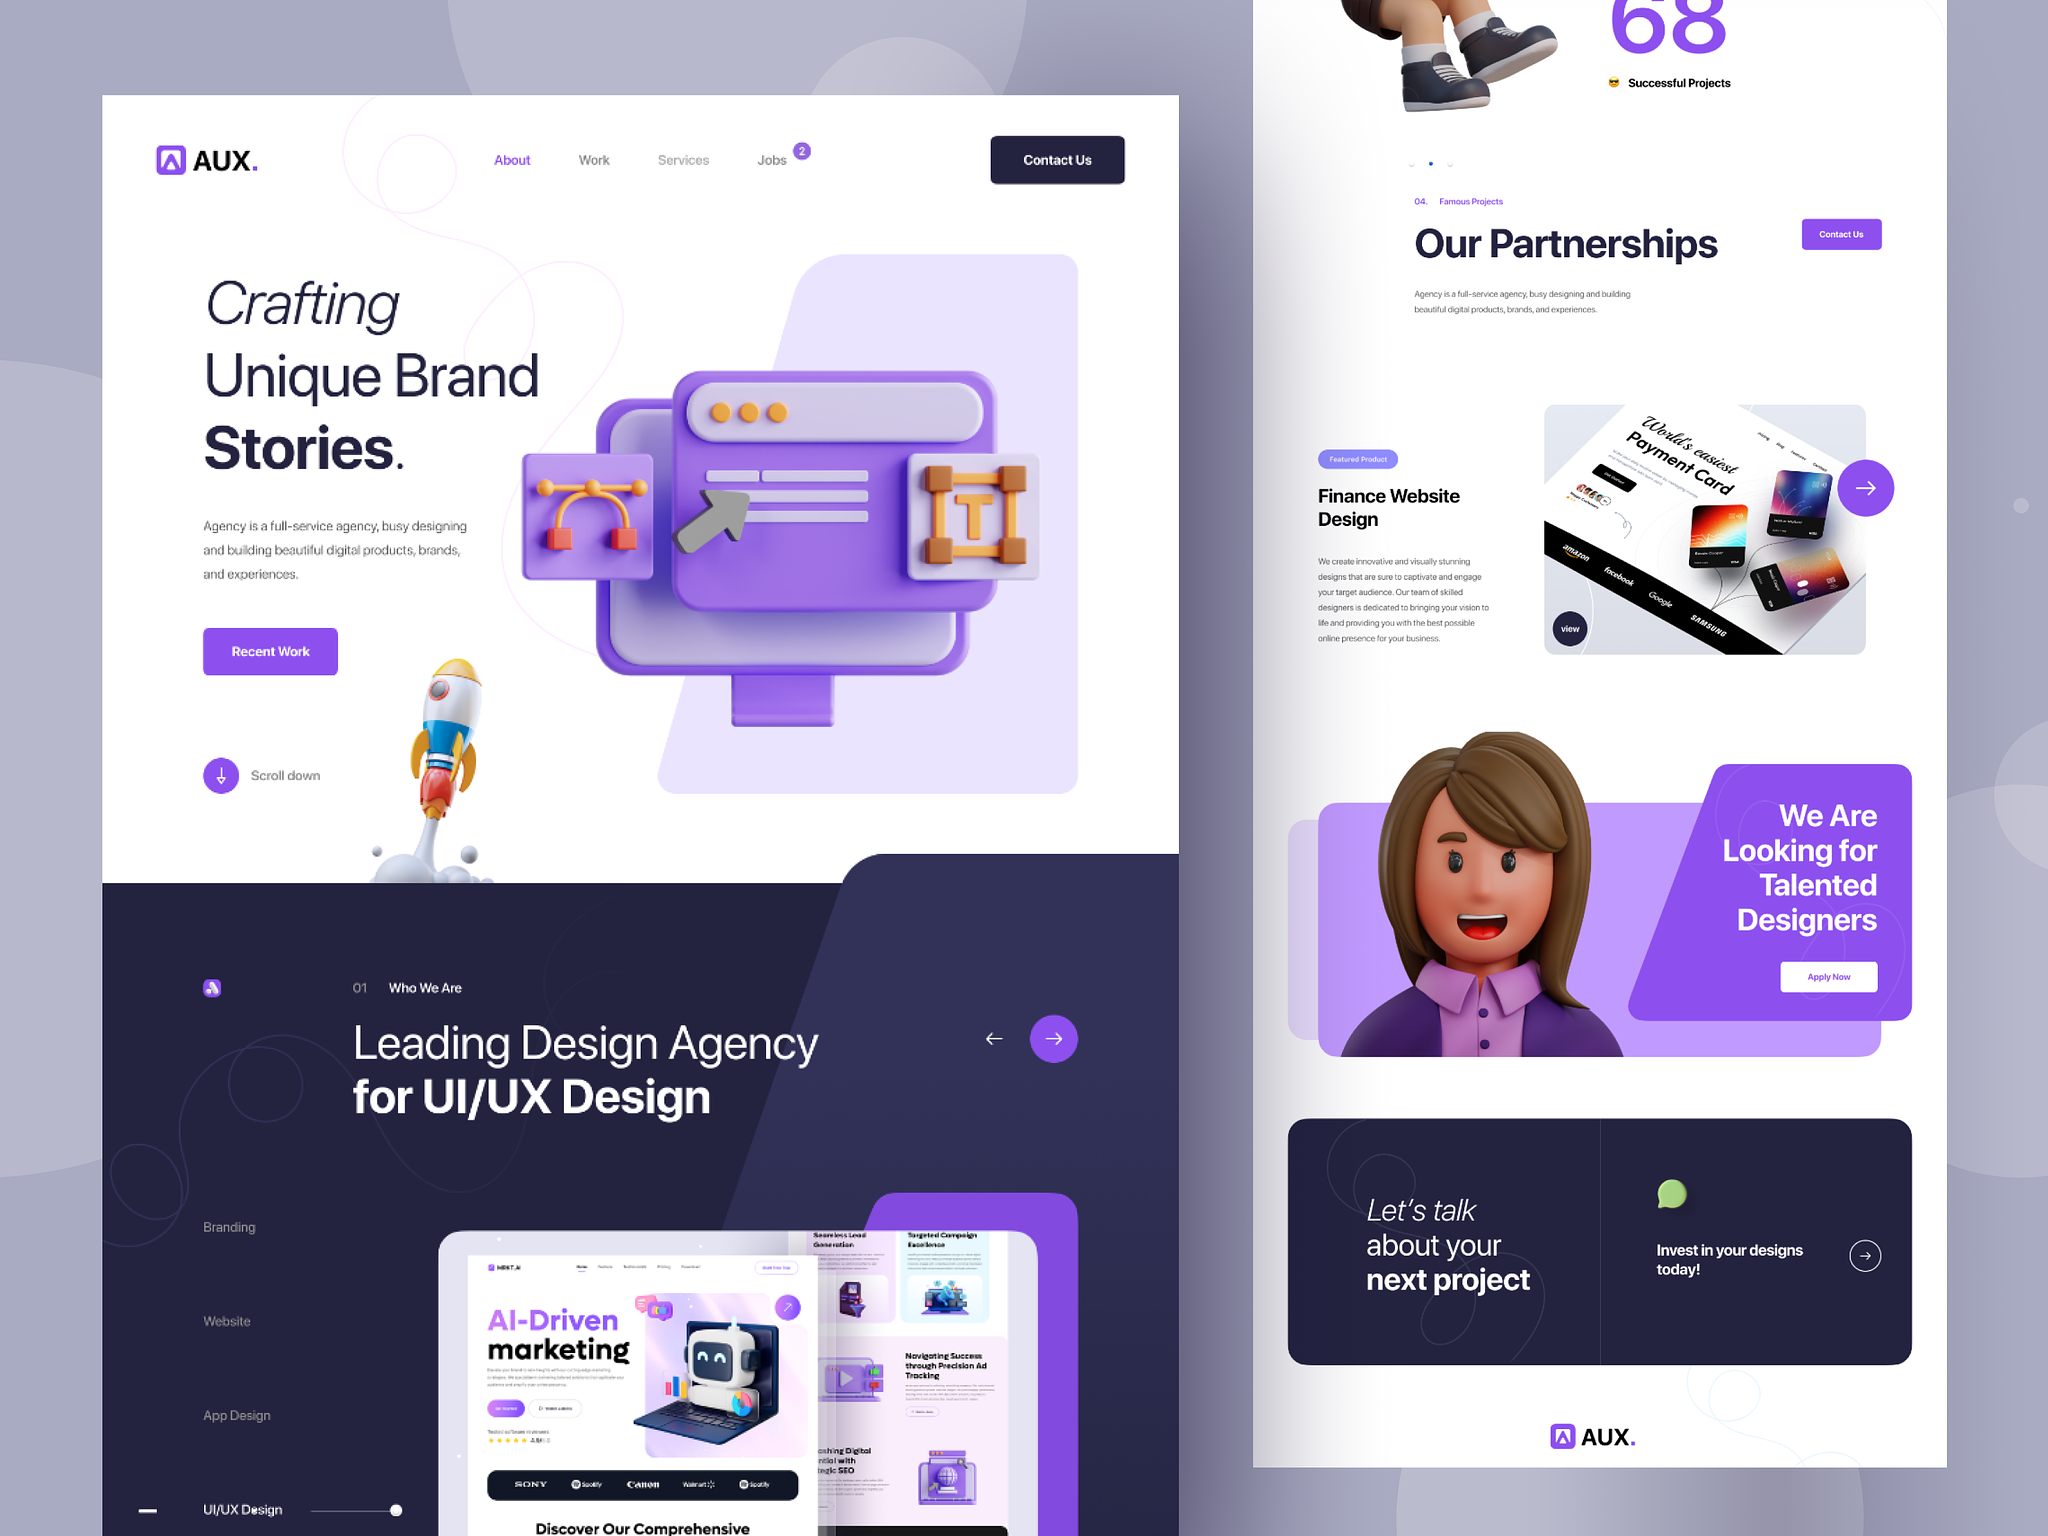 AUX.
About
Work
Services
Jobs
2
Contact Us
Crafting
Unique Brand
Stories.
Agency is a full-service agency, busy designing
and building beautiful digital products, brands,
and experiences.
Recent Work
Scroll down
T
01 Who We Are
Leading Design Agency
for UI/UX Design
Branding
Website
App Design
UI/UX Design
MRKT.AI
Home
AI-Driven
marketing
SONY
Spotify
Canon
Walmart
Spotify
Discover Our Comprehensive
Seamless Lead
Generation
Targeted Campaign
Excellence
Navigating Success
through Precision Ad
Tracking
68
Successful Projects
04. Famous Projects
Our Partnerships
Contact Us
Agency is a full-service agency, busy designing and building
beautiful digital products, brands, and experiences.
Featured Product
Finance Website
Design
We create innovative and visually stunning
designs that are sure to captivate and engage
your target audience. Our team of skilled
designers is dedicated to bringing your vision to
life and providing you with the best possible
online presence for your business.
World's easiest
Payment Card
amazon
facebook
Google
SAMSUNG
view
We Are
Looking for
Talented
Designers
Apply Now
Let's talk
about your
next project
Invest in your designs
today!
AUX.